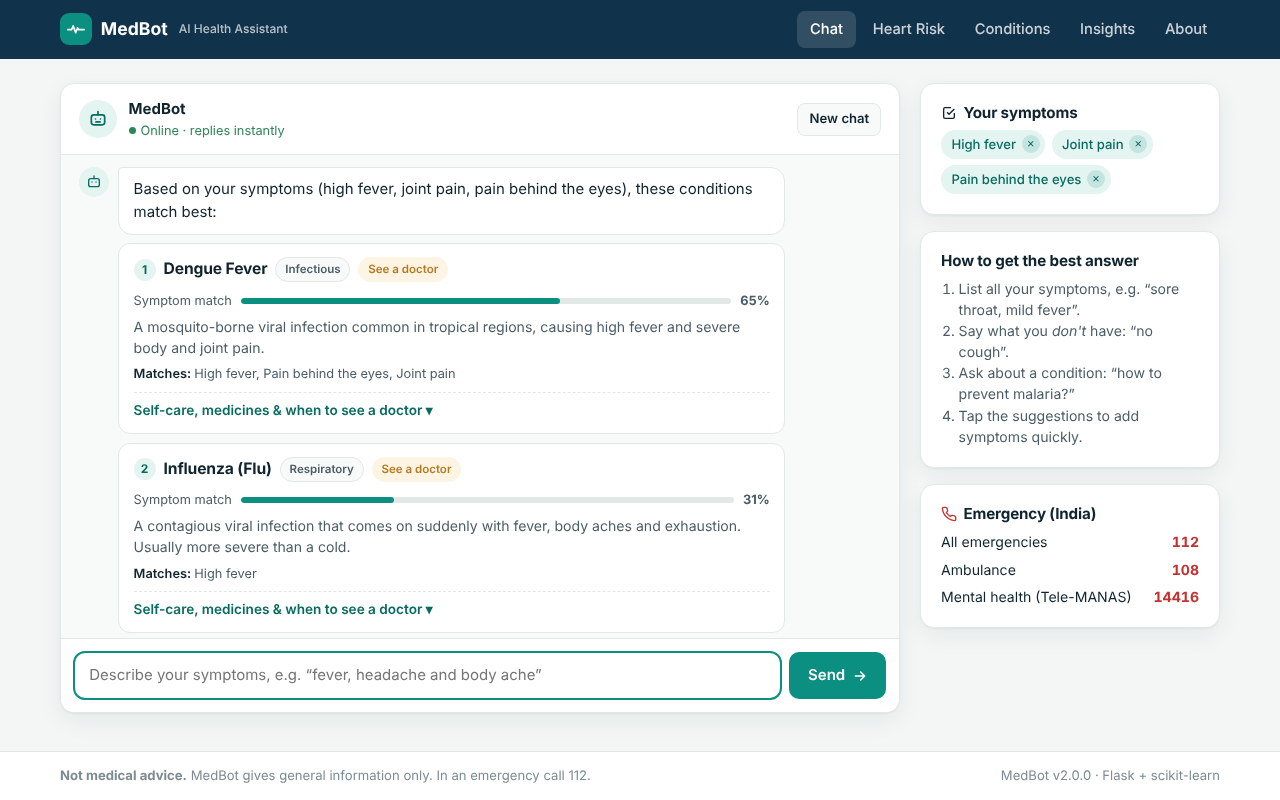 MedBot AI Health Assistant
Chat Heart Risk Conditions Insights About
MedBot
Online · replies instantly
New chat
Based on your symptoms (high fever, joint pain, pain behind the eyes), these conditions
match best:
1 Dengue Fever Infectious See a doctor
Symptom match 65%
A mosquito-borne viral infection common in tropical regions, causing high fever and severe
body and joint pain.
Matches: High fever, Pain behind the eyes, Joint pain
Self-care, medicines & when to see a doctor ▾
2 Influenza (Flu) Respiratory See a doctor
Symptom match 31%
A contagious viral infection that comes on suddenly with fever, body aches and exhaustion.
Usually more severe than a cold.
Matches: High fever
Self-care, medicines & when to see a doctor ▾
Describe your symptoms, e.g. “fever, headache and body ache”
Send →
Your symptoms
High fever × Joint pain ×
Pain behind the eyes ×
How to get the best answer
1. List all your symptoms, e.g. “sore
throat, mild fever”.
2. Say what you don't have: “no
cough”.
3. Ask about a condition: “how to
prevent malaria?”
4. Tap the suggestions to add
symptoms quickly.
Emergency (India)
All emergencies 112
Ambulance 108
Mental health (Tele-MANAS) 14416
Not medical advice. MedBot gives general information only. In an emergency call 112.
MedBot v2.0.0 · Flask + scikit-learn